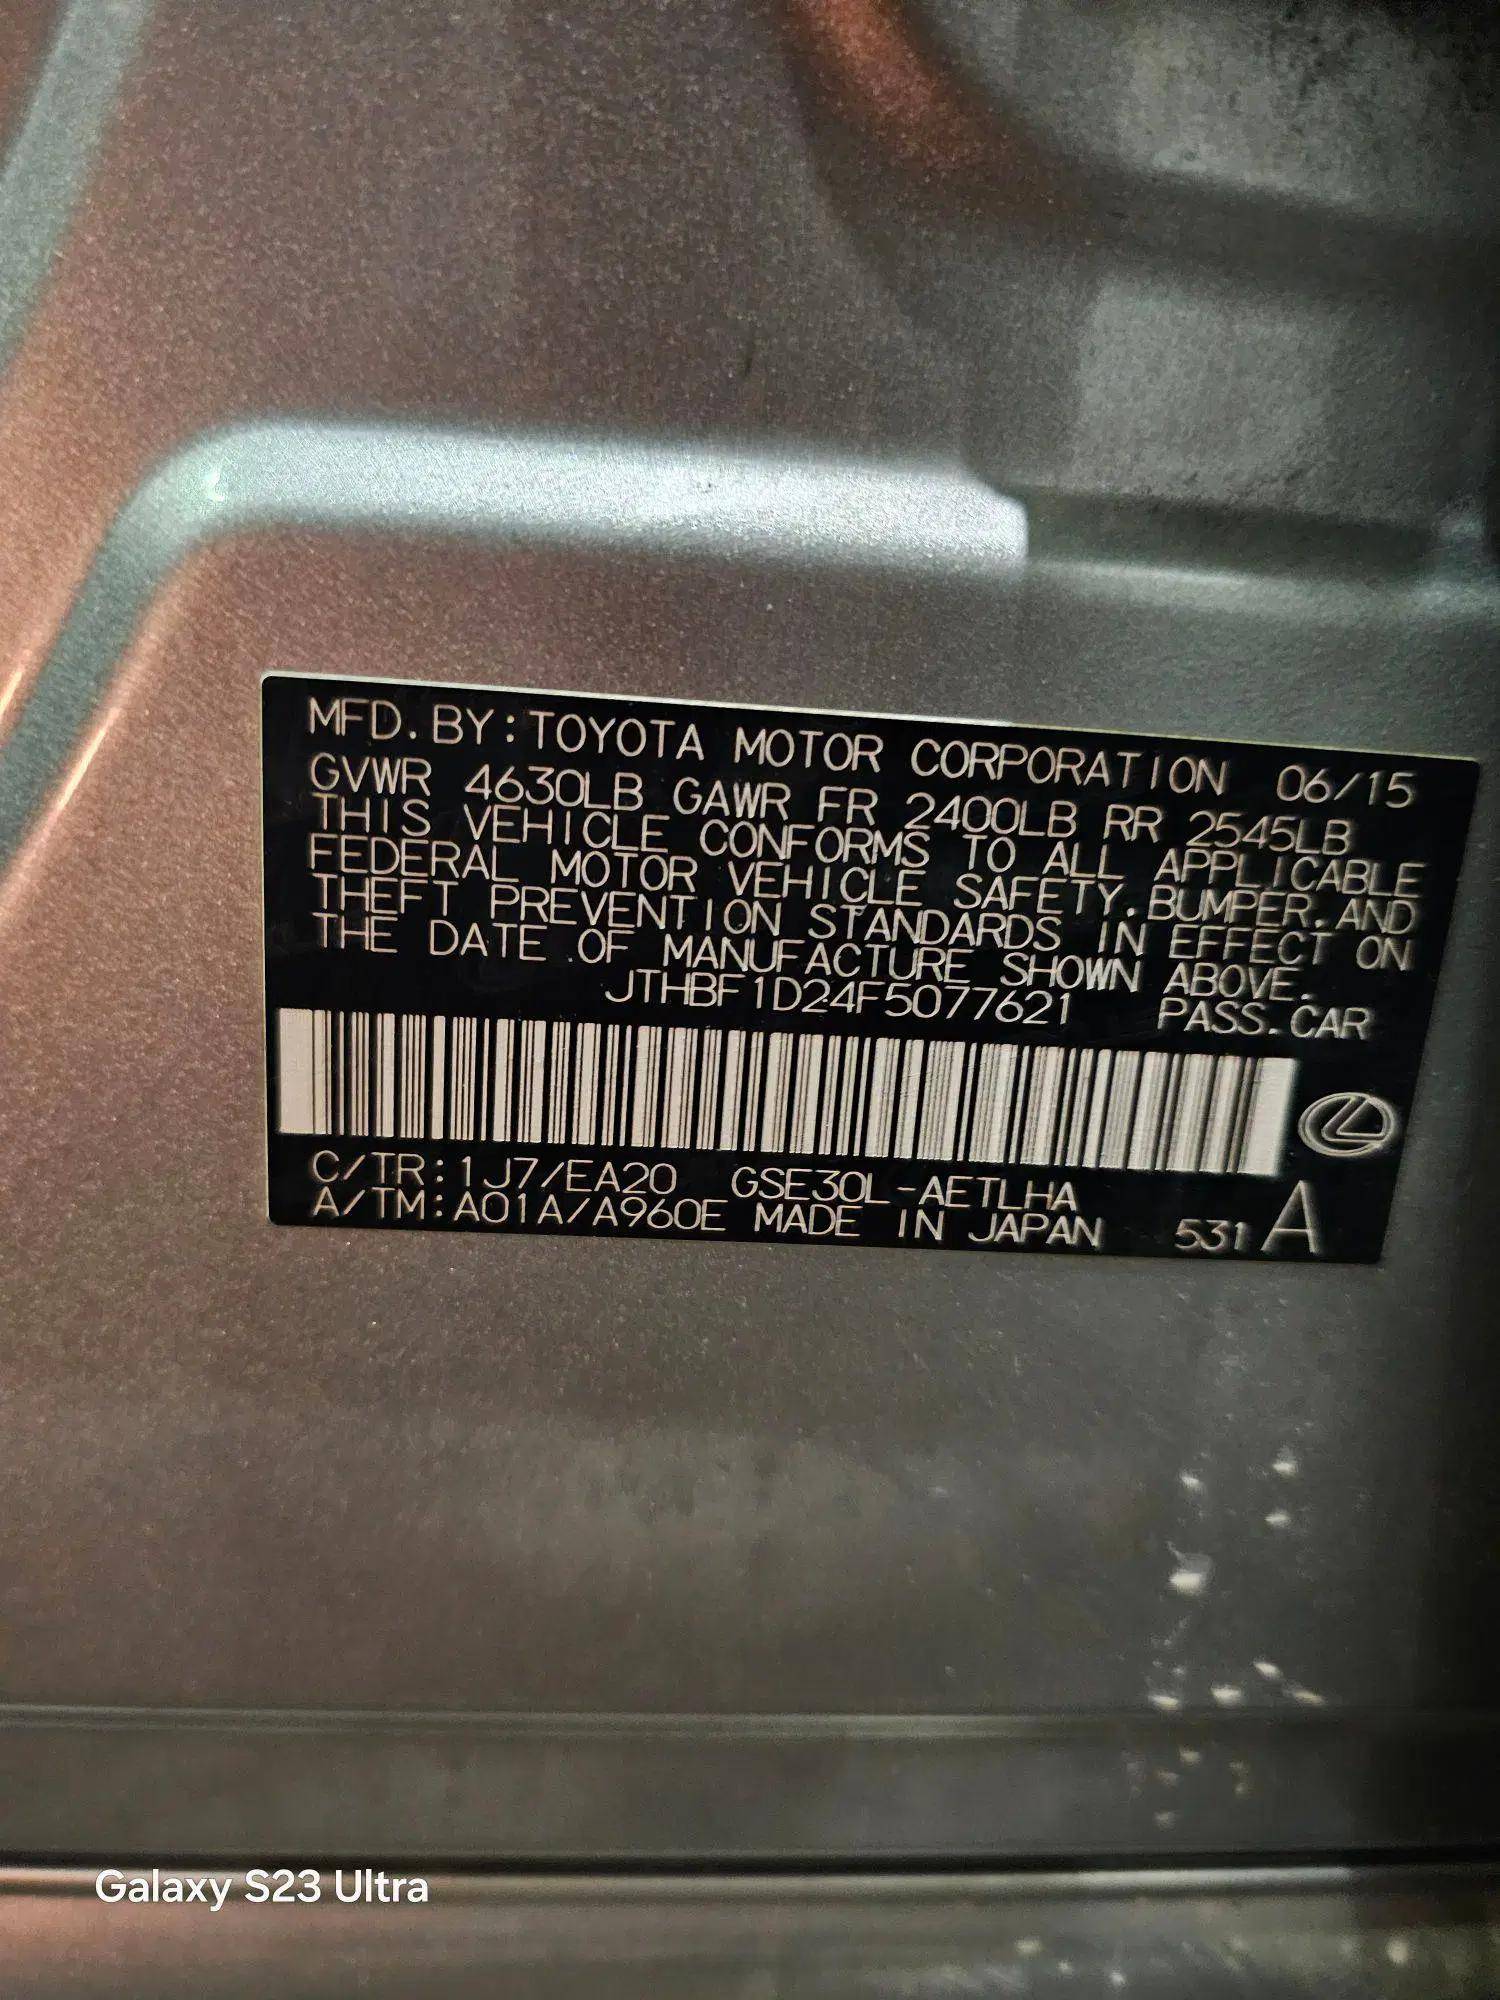 MFD.BY:TOYOTA MOTOR CORPORATION 06/15
GVWR 4630LB GAWR FR 2400LB RR 2545LB
THIS VEHICLE CONFORMS TO ALL APPLICABLE
FEDERAL MOTOR VEHICLE SAFETY.BUMPER.AND
THEFT PREVENTION STANDARDS IN EFFECT ON
THE DATE OF MANUFACTURE SHOWN ABOVE.
JTHBF1D24F5077621 PASS.CAR
C/TR:1J7/EA20 GSE30L-AETLHA
A/TM:A01A/A960E MADE IN JAPAN 531 A
Galaxy S23 Ultra